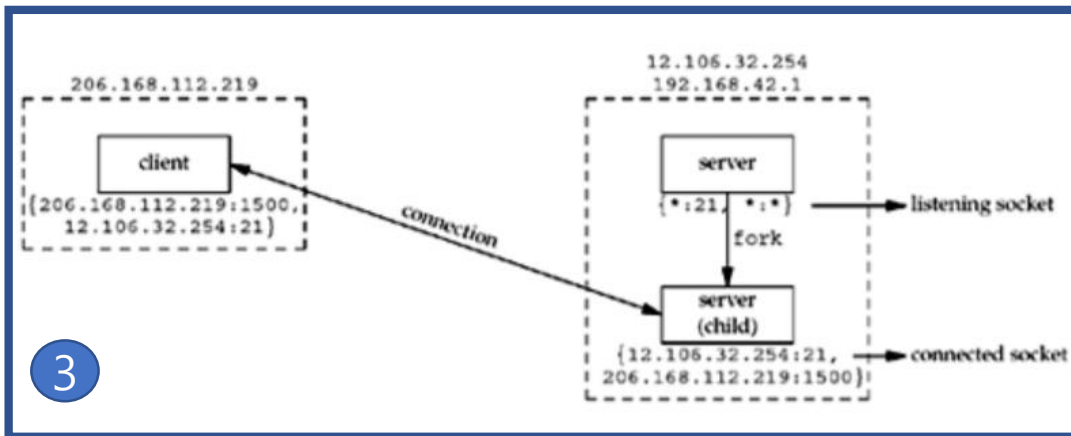 206.168.112.219
client
{206.168.112.219:1500,
12.106.32.254:21}
connection
12.106.32.254
192.168.42.1
server
{*:21, *:*}
listening socket
fork
server
(child)
{12.106.32.254:21,
206.168.112.219:1500}
connected socket
3